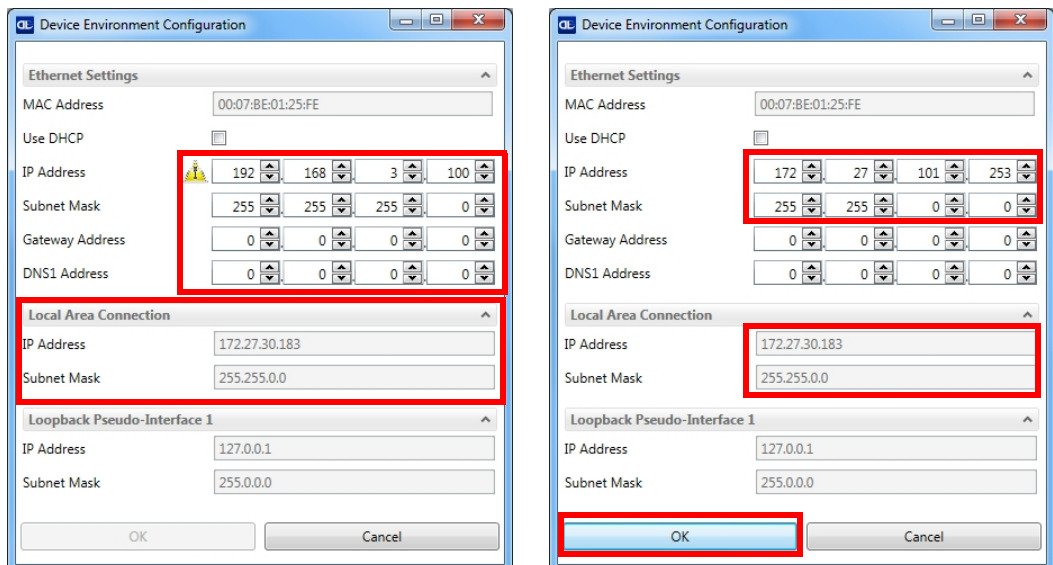 Device Environment Configuration
Ethernet Settings
MAC Address 00:07:BE:01:25:FE
Use DHCP
IP Address 192 . 168 . 3 . 100
Subnet Mask 255 . 255 . 255 . 0
Gateway Address 0 . 0 . 0 . 0
DNS1 Address 0 . 0 . 0 . 0
Local Area Connection
IP Address 172.27.30.183
Subnet Mask 255.255.0.0
Loopback Pseudo-Interface 1
IP Address 127.0.0.1
Subnet Mask 255.0.0.0
OK Cancel
Device Environment Configuration
Ethernet Settings
MAC Address 00:07:BE:01:25:FE
Use DHCP
IP Address 172 . 27 . 101 . 253
Subnet Mask 255 . 255 . 0 . 0
Gateway Address 0 . 0 . 0 . 0
DNS1 Address 0 . 0 . 0 . 0
Local Area Connection
IP Address 172.27.30.183
Subnet Mask 255.255.0.0
Loopback Pseudo-Interface 1
IP Address 127.0.0.1
Subnet Mask 255.0.0.0
OK Cancel